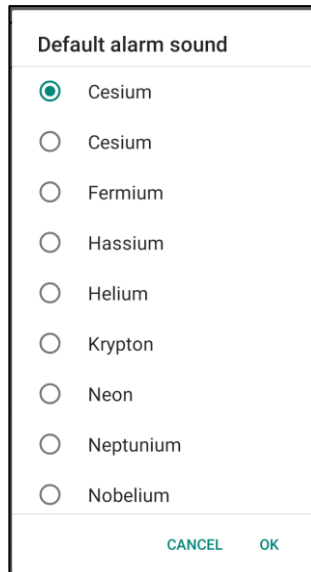 Default alarm sound
Cesium
Cesium
Fermium
Hassium
Helium
Krypton
Neon
Neptunium
Nobelium
CANCEL OK